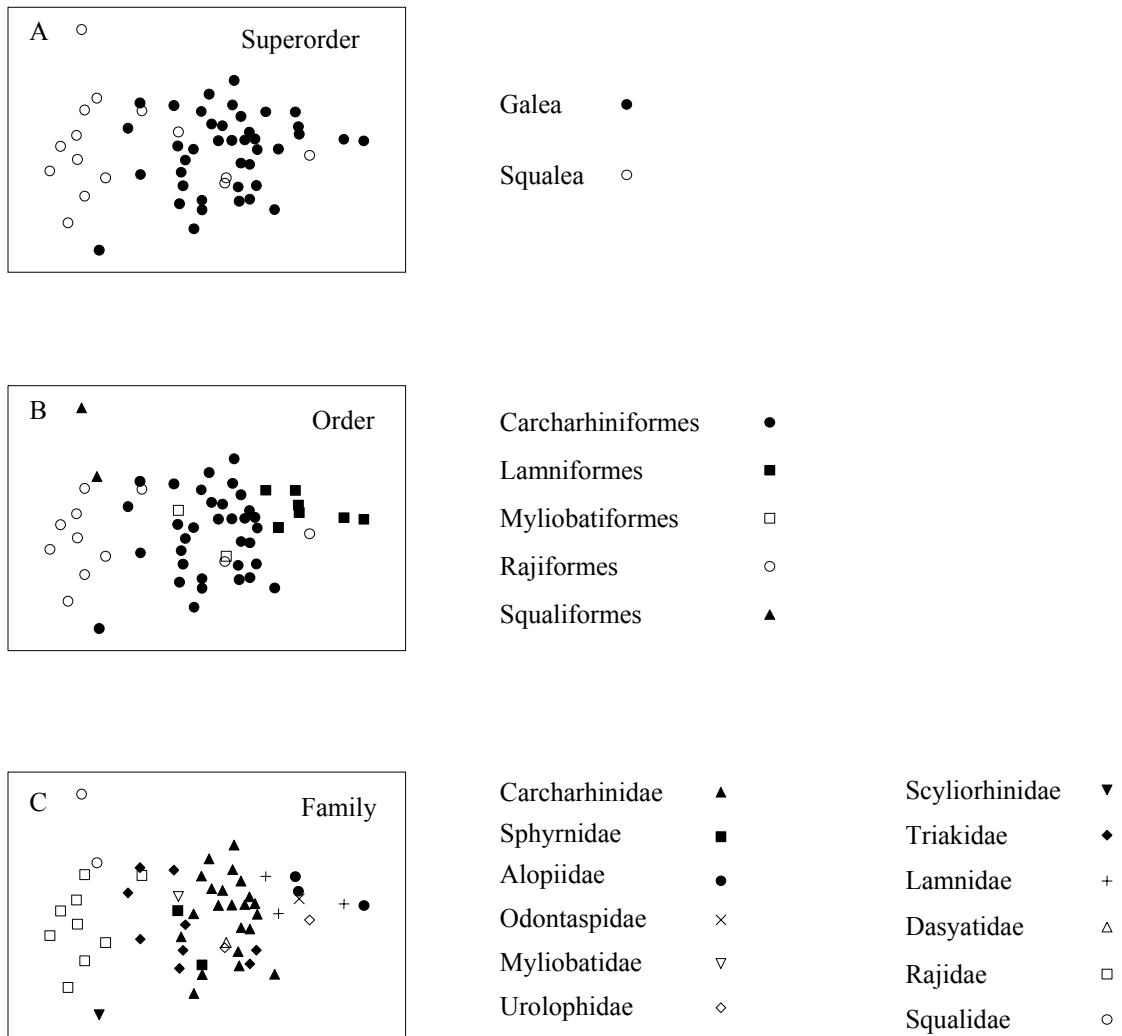 A
Superorder
Galea
Squalea
B
Order
Carcharhiniformes
Lamniformes
Myliobatiformes
Rajiformes
Squaliformes
C
Family
Carcharhinidae
Sphyrnidae
Alopiidae
Odontaspidae
Myliobatidae
Urolophidae
Scyliorhinidae
Triakidae
Lamnidae
Dasyatidae
Rajidae
Squalidae